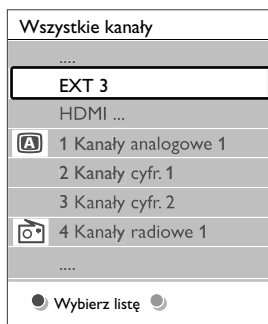 Wszystkie kanały
....
EXT 3
HDMI ...
A 1 Kanały analogowe 1
2 Kanały cyfr. 1
3 Kanały cyfr. 2
4 Kanały radiowe 1
....
Wybierz listę